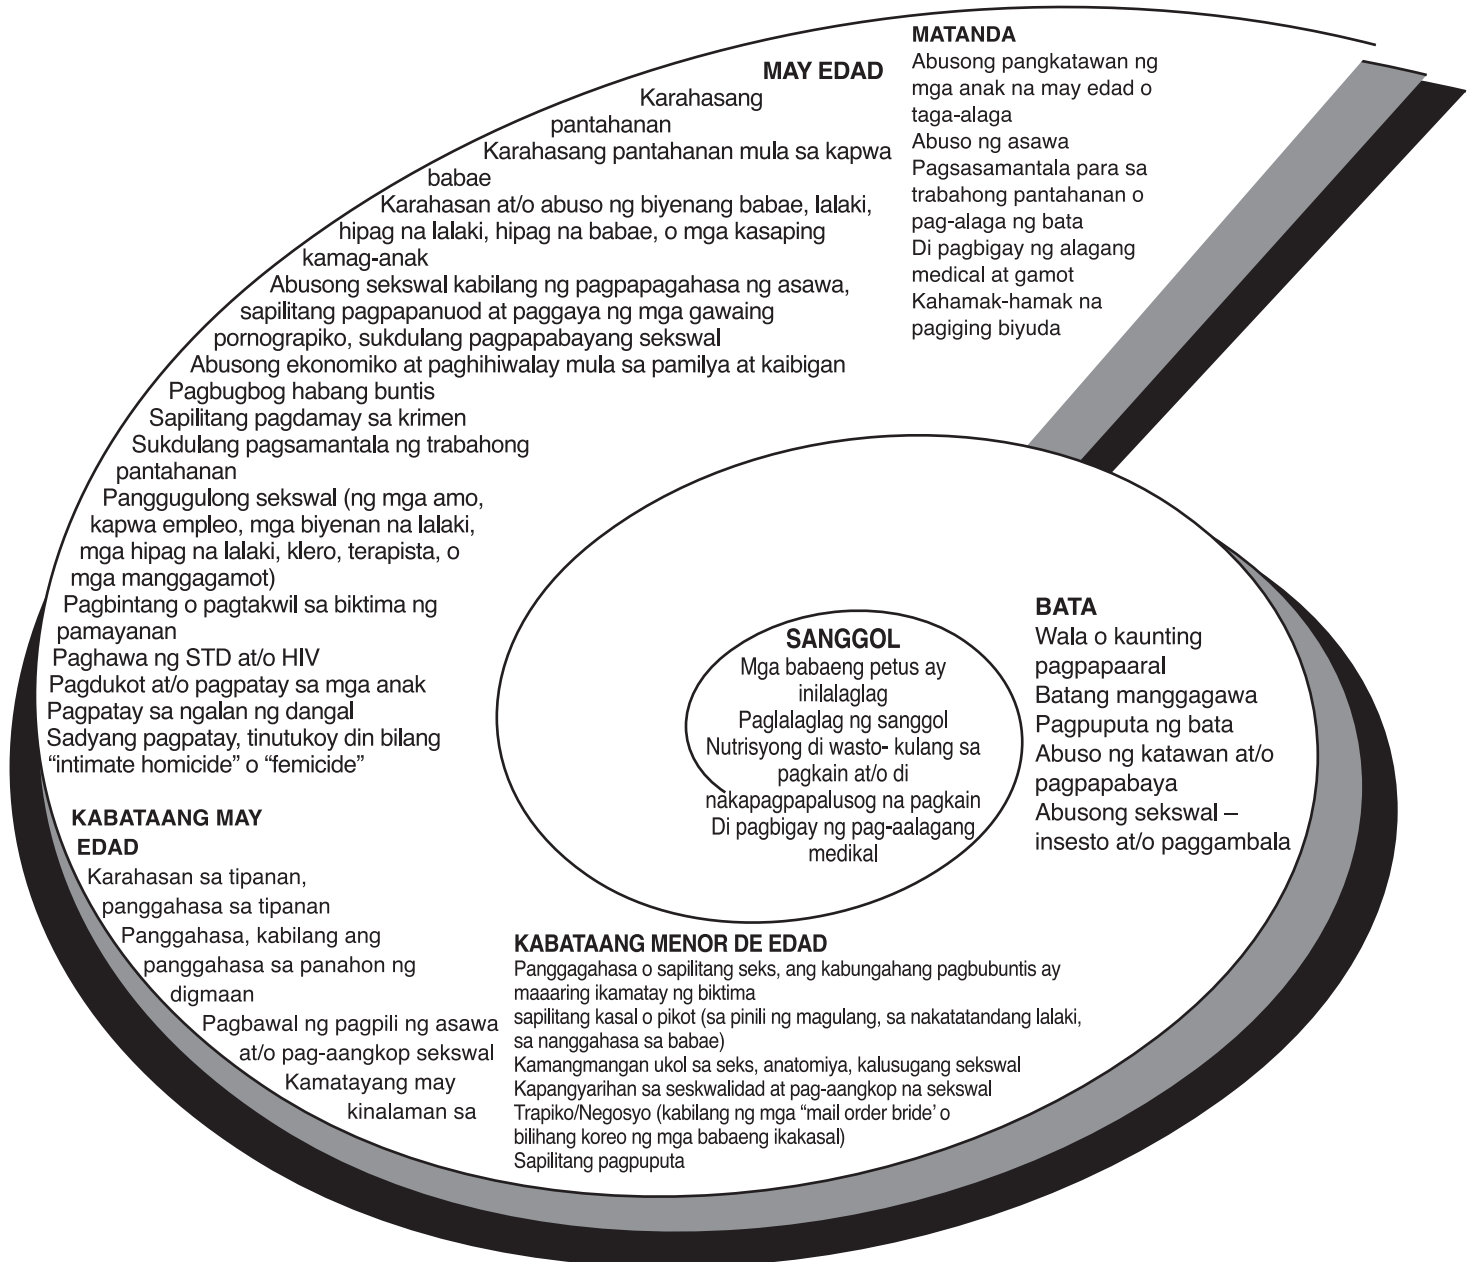 MATANDA
Abusong pangkatawan ng
mga anak na may edad o
taga-alaga
Abuso ng asawa
Pagsasamantala para sa
trabahong pantahanan o
pag-alaga ng bata
Di pagbigay ng alagang
medical at gamot
Kahamak-hamak na
pagiging biyuda
MAY EDAD
Karahasang
pantahanan
Karahasang pantahanan mula sa kapwa
babae
Karahasan at/o abuso ng biyenang babae, lalaki,
hipag na lalaki, hipag na babae, o mga kasaping
kamag-anak
Abusong sekswal kabilang ng pagpapagahasa ng asawa,
sapilitang pagpapanuod at paggaya ng mga gawaing
pornograpiko, sukdulang pagpapabayang sekswal
Abusong ekonomiko at paghihiwalay mula sa pamilya at kaibigan
Pagbugbog habang buntis
Sapilitang pagdamay sa krimen
Sukdulang pagsamantala ng trabahong
pantahanan
Panggugulong sekswal (ng mga amo,
kapwa empleo, mga biyenan na lalaki,
mga hipag na lalaki, klero, terapista, o
mga manggagamot)
Pagbintang o pagtakwil sa biktima ng
pamayanan
Paghawa ng STD at/o HIV
Pagdukot at/o pagpatay sa mga anak
Pagpatay sa ngalan ng dangal
Sadyang pagpatay, tinutukoy din bilang
“intimate homicide” o “femicide”
KABATAANG MAY
EDAD
Karahasan sa tipanan,
panggahasa sa tipanan
Panggahasa, kabilang ang
panggahasa sa panahon ng
digmaan
Pagbawal ng pagpili ng asawa
at/o pag-aangkop sekswal
Kamatayang may
kinalaman sa
KABATAANG MENOR DE EDAD
Panggagahasa o sapilitang seks, ang kabungahang pagbubuntis ay
maaaring ikamatay ng biktima
sapilitang kasal o pikot (sa pinili ng magulang, sa nakatatandang lalaki,
sa nanggahasa sa babae)
Kamangmangan ukol sa seks, anatomiya, kalusugang sekswal
Kapangyarihan sa seskwalidad at pag-aangkop na sekswal
Trapiko/Negosyo (kabilang ng mga “mail order bride’ o
bilihang koreo ng mga babaeng ikakasal)
Sapilitang pagpuputa
BATA
Wala o kaunting
pagpapaaral
Batang manggagawa
Pagpuputa ng bata
Abuso ng katawan at/o
pagpapabaya
Abusong sekswal –
insesto at/o paggambala
SANGGOL
Mga babaeng petus ay
inilalaglag
Paglalaglag ng sanggol
Nutrisyong di wasto- kulang sa
pagkain at/o di
nakapagpapalusog na pagkain
Di pagbigay ng pag-aalagang
medikal